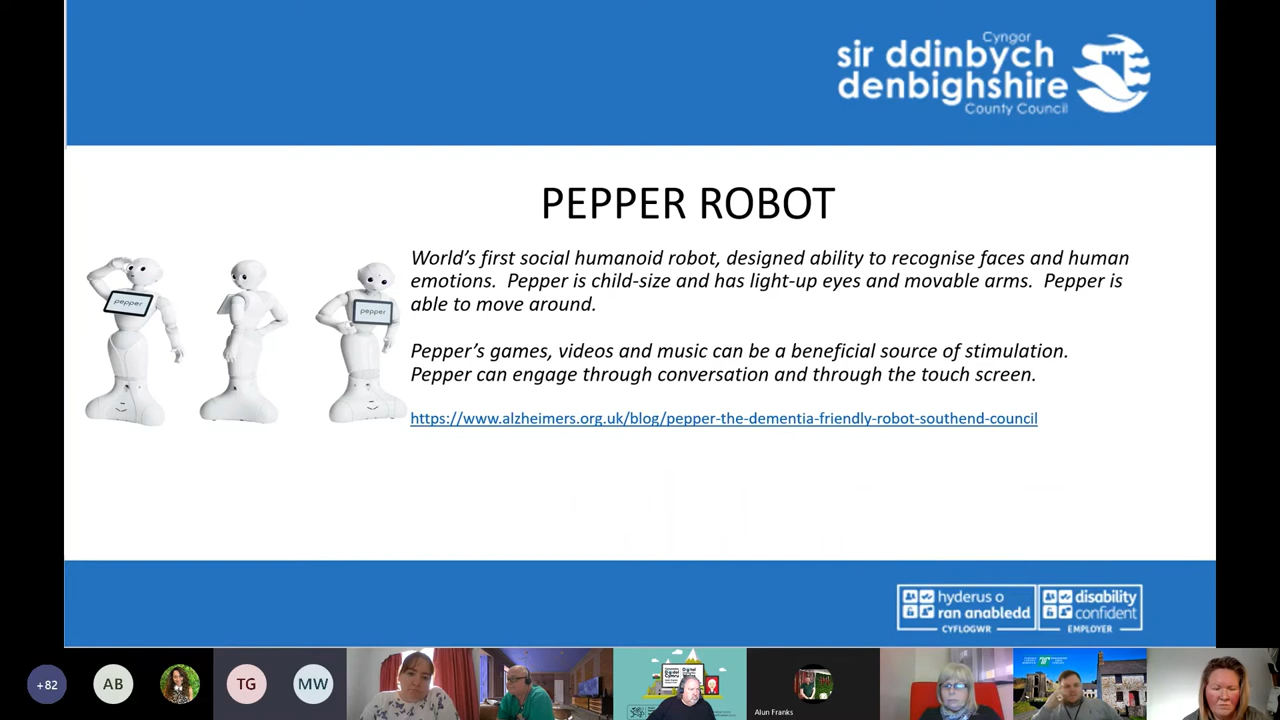 Cyngor
sir ddinbych
denbighshire
County Council
PEPPER ROBOT
World's first social humanoid robot, designed ability to recognise faces and human
emotions.  Pepper is child-size and has light-up eyes and movable arms.  Pepper is
able to move around.
Pepper's games, videos and music can be a beneficial source of stimulation.
Pepper can engage through conversation and through the touch screen.
https://www.alzheimers.org.uk/blog/pepper-the-dementia-friendly-robot-southend-council
pepper
pepper
hyderus o
ran anabledd
CYFLOGWR
disability
confident
EMPLOYER
+82
AB
TG
MW
Alun Franks